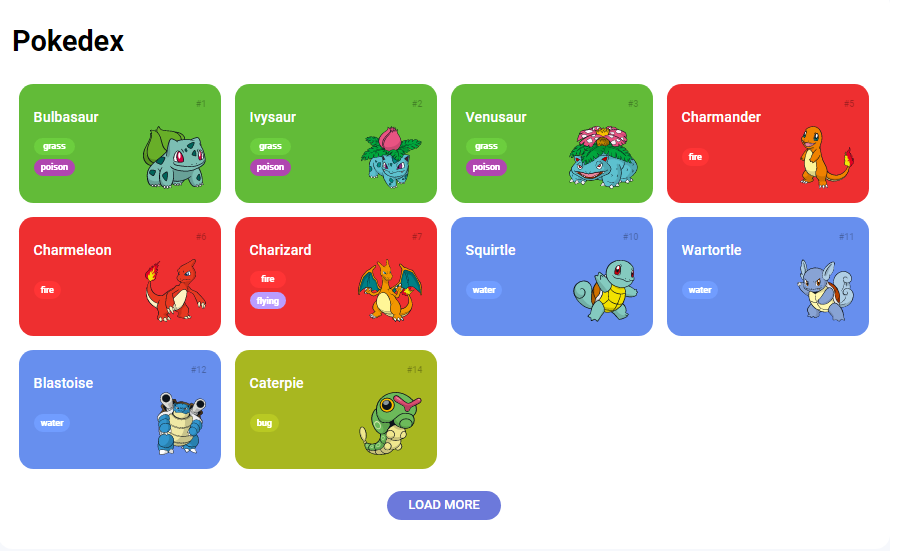 Pokedex
#1
Bulbasaur
grass
poison
#2
Ivysaur
grass
poison
#3
Venusaur
grass
poison
#5
Charmander
fire
#6
Charmeleon
fire
#7
Charizard
fire
flying
#10
Squirtle
water
#11
Wartortle
water
#12
Blastoise
water
#14
Caterpie
bug
LOAD MORE